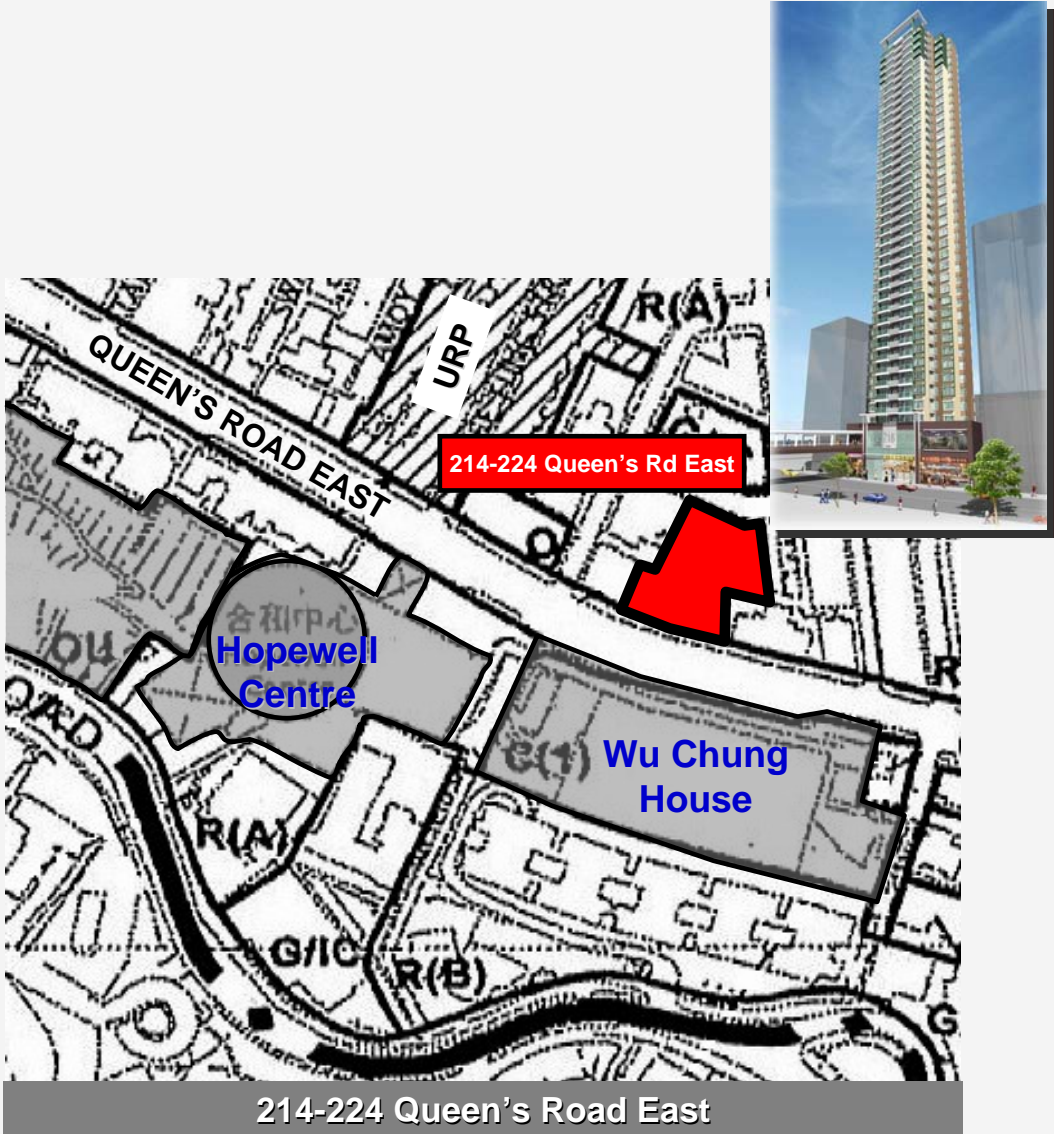 R(A)
URP
QUEEN'S ROAD EAST
214-224 Queen's Rd East
O
合和中心
Hopewell
Centre
OU
C(1)
Wu Chung
House
R
R(A)
G/IC
R(B)
G
214-224 Queen's Road East